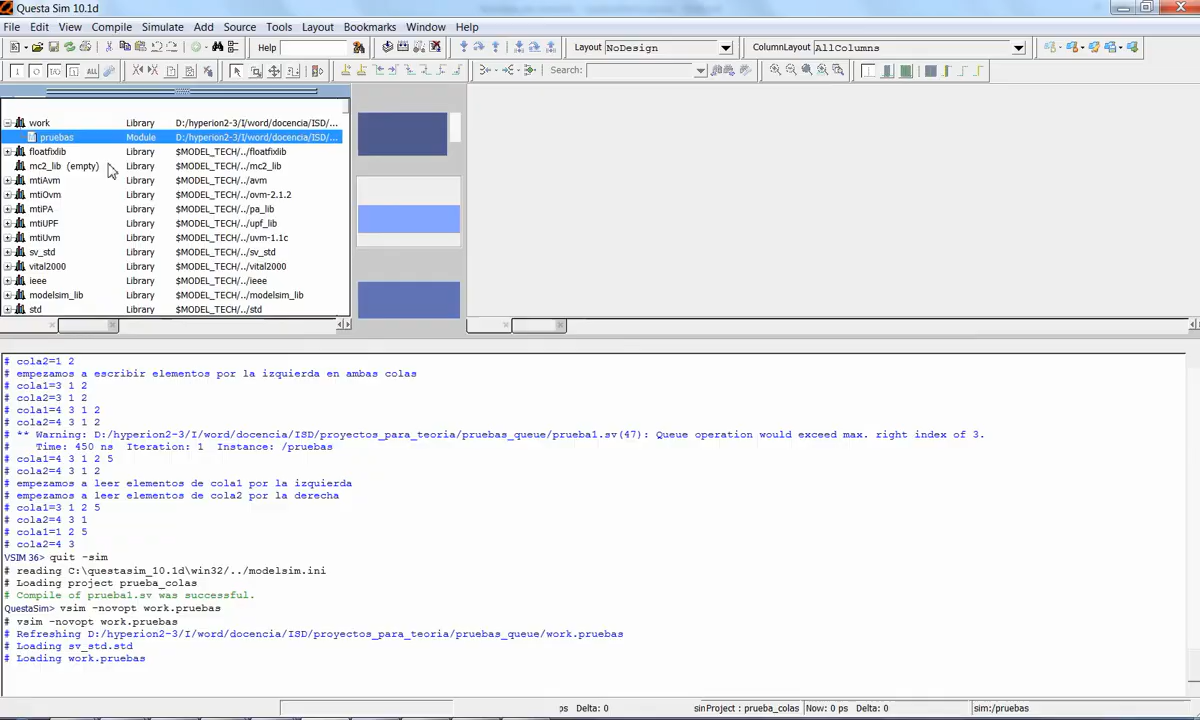 Questa Sim 10.1d
File Edit View Compile Simulate Add Source Tools Layout Bookmarks Window Help
Help Layout NoDesign ColumnLayout AllColumns
Search:
work Library D:/hyperion2-3/I/word/docencia/ISD/...
pruebas Module D:/hyperion2-3/I/word/docencia/ISD/...
floatfixlib Library $MODEL_TECH/../floatfixlib
mc2_lib (empty) Library $MODEL_TECH/../mc2_lib
mtiAvm Library $MODEL_TECH/../avm
mtiOvm Library $MODEL_TECH/../ovm-2.1.2
mtiPA Library $MODEL_TECH/../pa_lib
mtiUPF Library $MODEL_TECH/../upf_lib
mtiUvm Library $MODEL_TECH/../uvm-1.1c
sv_std Library $MODEL_TECH/../sv_std
vital2000 Library $MODEL_TECH/../vital2000
ieee Library $MODEL_TECH/../ieee
modelsim_lib Library $MODEL_TECH/../modelsim_lib
std Library $MODEL_TECH/../std
# cola2=1 2
# empezamos a escribir elementos por la izquierda en ambas colas
# cola1=3 1 2
# cola2=3 1 2
# cola1=4 3 1 2
# cola2=4 3 1 2
# ** Warning: D:/hyperion2-3/I/word/docencia/ISD/proyectos_para_teoria/pruebas_queue/prueba1.sv(47): Queue operation would exceed max. right index of 3.
# Time: 450 ns Iteration: 1 Instance: /pruebas
# cola1=4 3 1 2 5
# cola2=4 3 1 2
# empezamos a leer elementos de cola1 por la izquierda
# empezamos a leer elementos de cola2 por la derecha
# cola1=3 1 2 5
# cola2=4 3 1
# cola1=1 2 5
# cola2=4 3
VSIM 36> quit -sim
# reading C:\questasim_10.1d\win32/../modelsim.ini
# Loading project prueba_colas
# Compile of prueba1.sv was successful.
QuestaSim> vsim -novopt work.pruebas
# vsim -novopt work.pruebas
# Refreshing D:/hyperion2-3/I/word/docencia/ISD/proyectos_para_teoria/pruebas_queue/work.pruebas
# Loading sv_std.std
# Loading work.pruebas
ps Delta: 0 sin Project : prueba_colas Now: 0 ps Delta: 0 sim:/pruebas